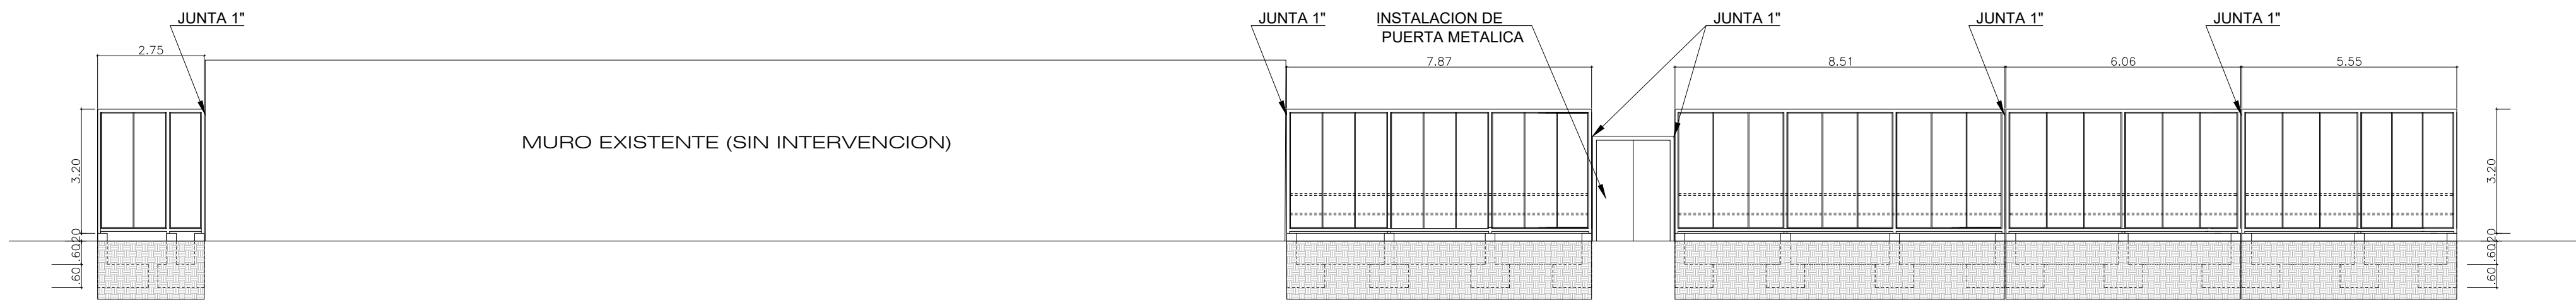 JUNTA 1"
JUNTA 1"
INSTALACION DE
PUERTA METALICA
JUNTA 1"
JUNTA 1"
JUNTA 1"
2.75
7.87
8.51
6.06
5.55
MURO EXISTENTE (SIN INTERVENCION)
3.20
.20
.60
.60
3.20
.20
.60
.60